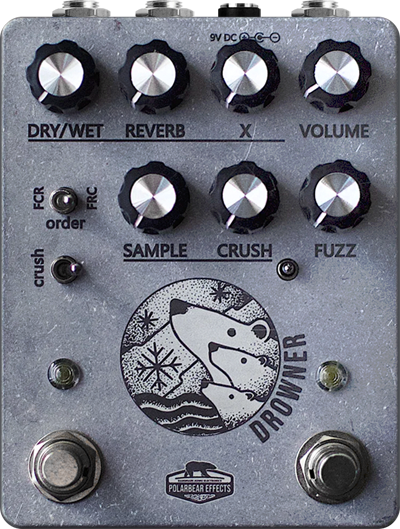 9V DC
DRY/WET REVERB X VOLUME
FCR FRC
order
SAMPLE CRUSH FUZZ
crush
DROWNER
POLARBEAR EFFECTS